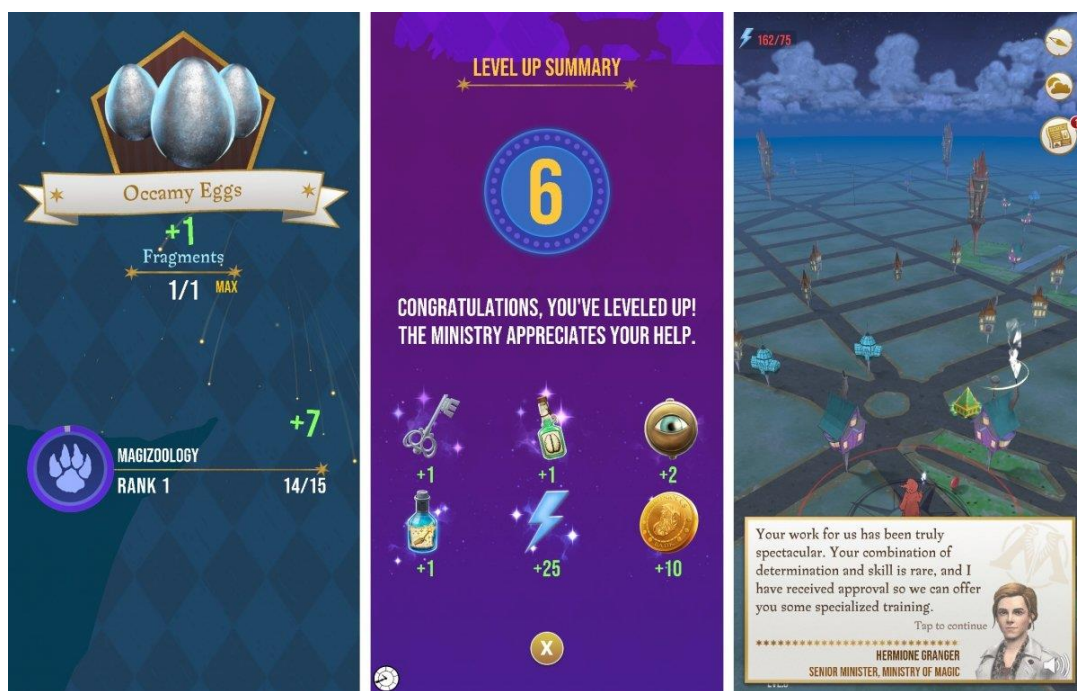 Occamy Eggs
+1
Fragments
1/1 MAX
+7
MAGIZOOLOGY
RANK 1 14/15
LEVEL UP SUMMARY
6
CONGRATULATIONS, YOU'VE LEVELED UP!
THE MINISTRY APPRECIATES YOUR HELP.
+1 +1 +2
+1 +25 +10
X
162/75
Your work for us has been truly
spectacular. Your combination of
determination and skill is rare, and I
have received approval so we can offer
you some specialized training.
Tap to continue
HERMIONE GRANGER
SENIOR MINISTER, MINISTRY OF MAGIC